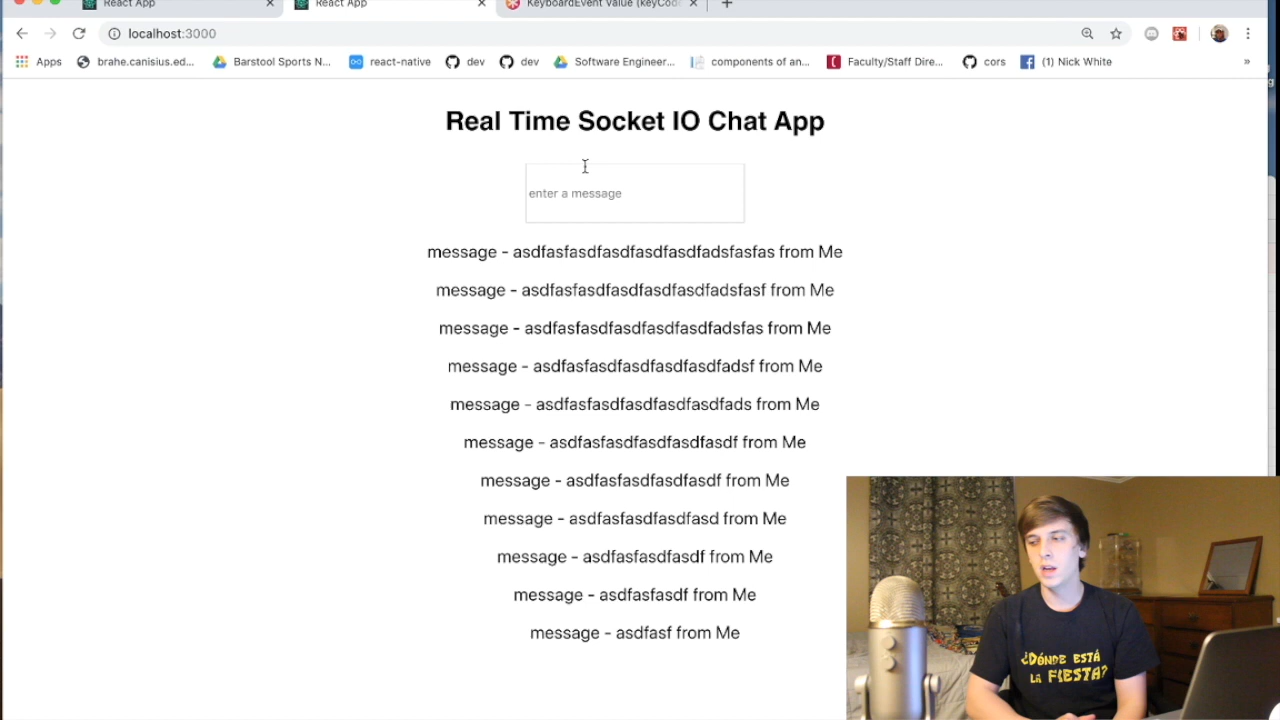 React App
React App
KeyboardEvent Value (keyCod
localhost:3000
Apps
brahe.canisius.ed...
Barstool Sports N...
react-native
dev
dev
Software Engineer...
components of an...
Faculty/Staff Dire...
cors
(1) Nick White
»
Real Time Socket IO Chat App
enter a message
message - asdfasfasdfasdfasdfasdfadsfasfas from Me
message - asdfasfasdfasdfasdfasdfadsfasf from Me
message - asdfasfasdfasdfasdfasdfadsfas from Me
message - asdfasfasdfasdfasdfasdfadsf from Me
message - asdfasfasdfasdfasdfasdfads from Me
message - asdfasfasdfasdfasdfasdf from Me
message - asdfasfasdfasdfasdf from Me
message - asdfasfasdfasdfasd from Me
message - asdfasfasdfasdf from Me
message - asdfasfasdf from Me
message - asdfasf from Me
¿DÓNDE ESTÁ
LA FIESTA?